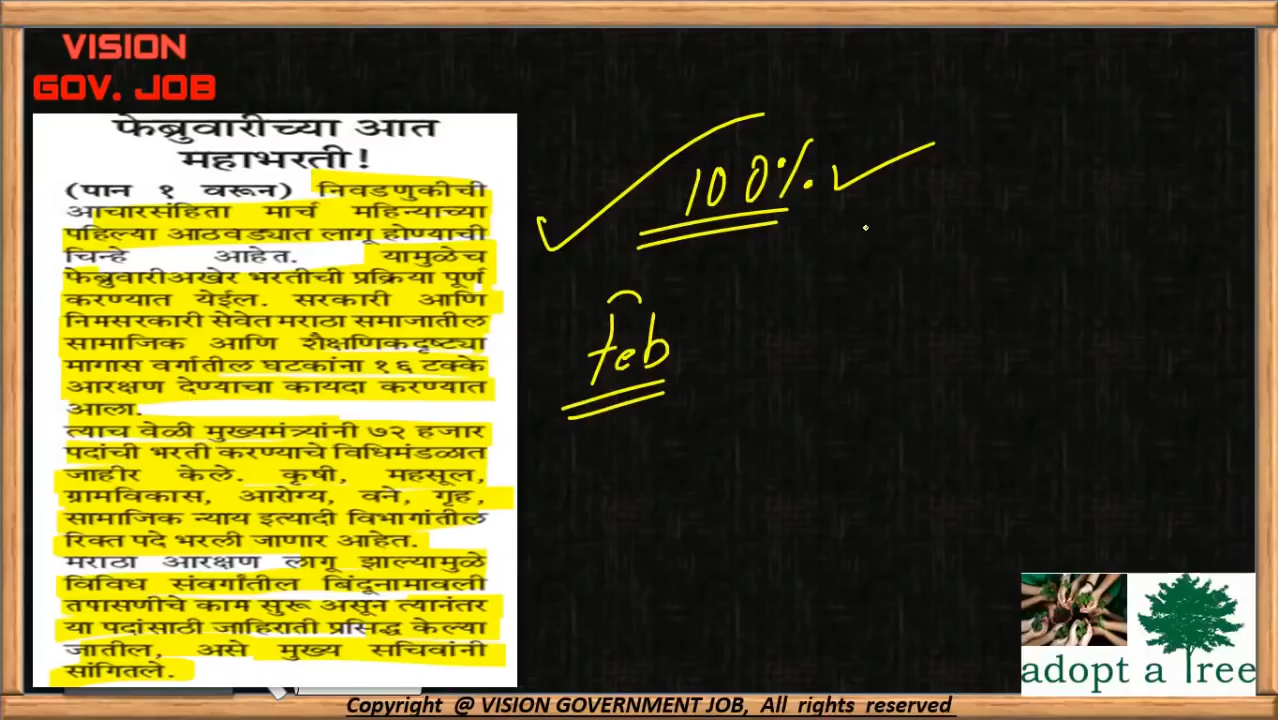 VISION
GOV. JOB
फेब्रुवारीच्या आत
महाभरती!
(पान १ वरून) निवडणुकीची
आचारसंहिता मार्च महिन्याच्या
पहिल्या आठवड्यात लागू होण्याची
चिन्हे आहेत. यामुळेच
फेब्रुवारीअखेर भरतीची प्रक्रिया पूर्ण
करण्यात येईल. सरकारी आणि
निमसरकारी सेवेत मराठा समाजातील
सामाजिक आणि शैक्षणिकदृष्ट्या
मागास वर्गातील घटकांना १६ टक्के
आरक्षण देण्याचा कायदा करण्यात
आला.
त्याच वेळी मुख्यमंत्र्यांनी ७२ हजार
पदांची भरती करण्याचे विधिमंडळात
जाहीर केले. कृषी, महसूल,
ग्रामविकास, आरोग्य, वने, गृह,
सामाजिक न्याय इत्यादी विभागांतील
रिक्त पदे भरली जाणार आहेत.
मराठा आरक्षण लागू झाल्यामुळे
विविध संवर्गांतील बिंदूनामावली
तपासणीचे काम सुरू असून त्यानंतर
या पदांसाठी जाहिराती प्रसिद्ध केल्या
जातील, असे मुख्य सचिवांनी
सांगितले.
100%
feb
adopt a Tree
Copyright @ VISION GOVERNMENT JOB, All rights reserved